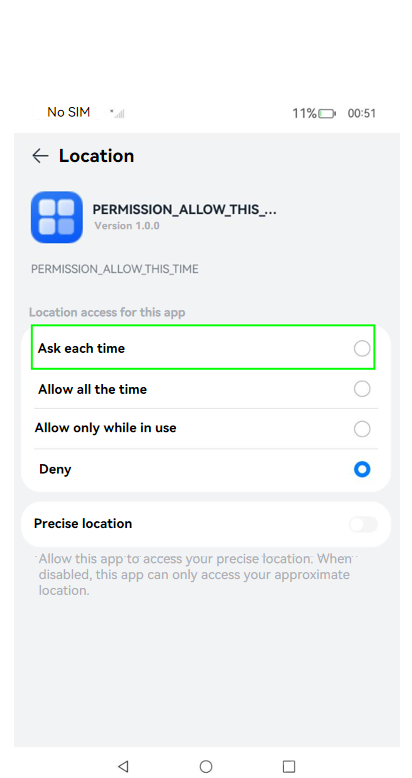 No SIM
11%
00:51
Location
PERMISSION_ALLOW_THIS_...
Version 1.0.0
PERMISSION_ALLOW_THIS_TIME
Location access for this app
Ask each time
Allow all the time
Allow only while in use
Deny
Precise location
Allow this app to access your precise location. When
disabled, this app can only access your approximate
location.